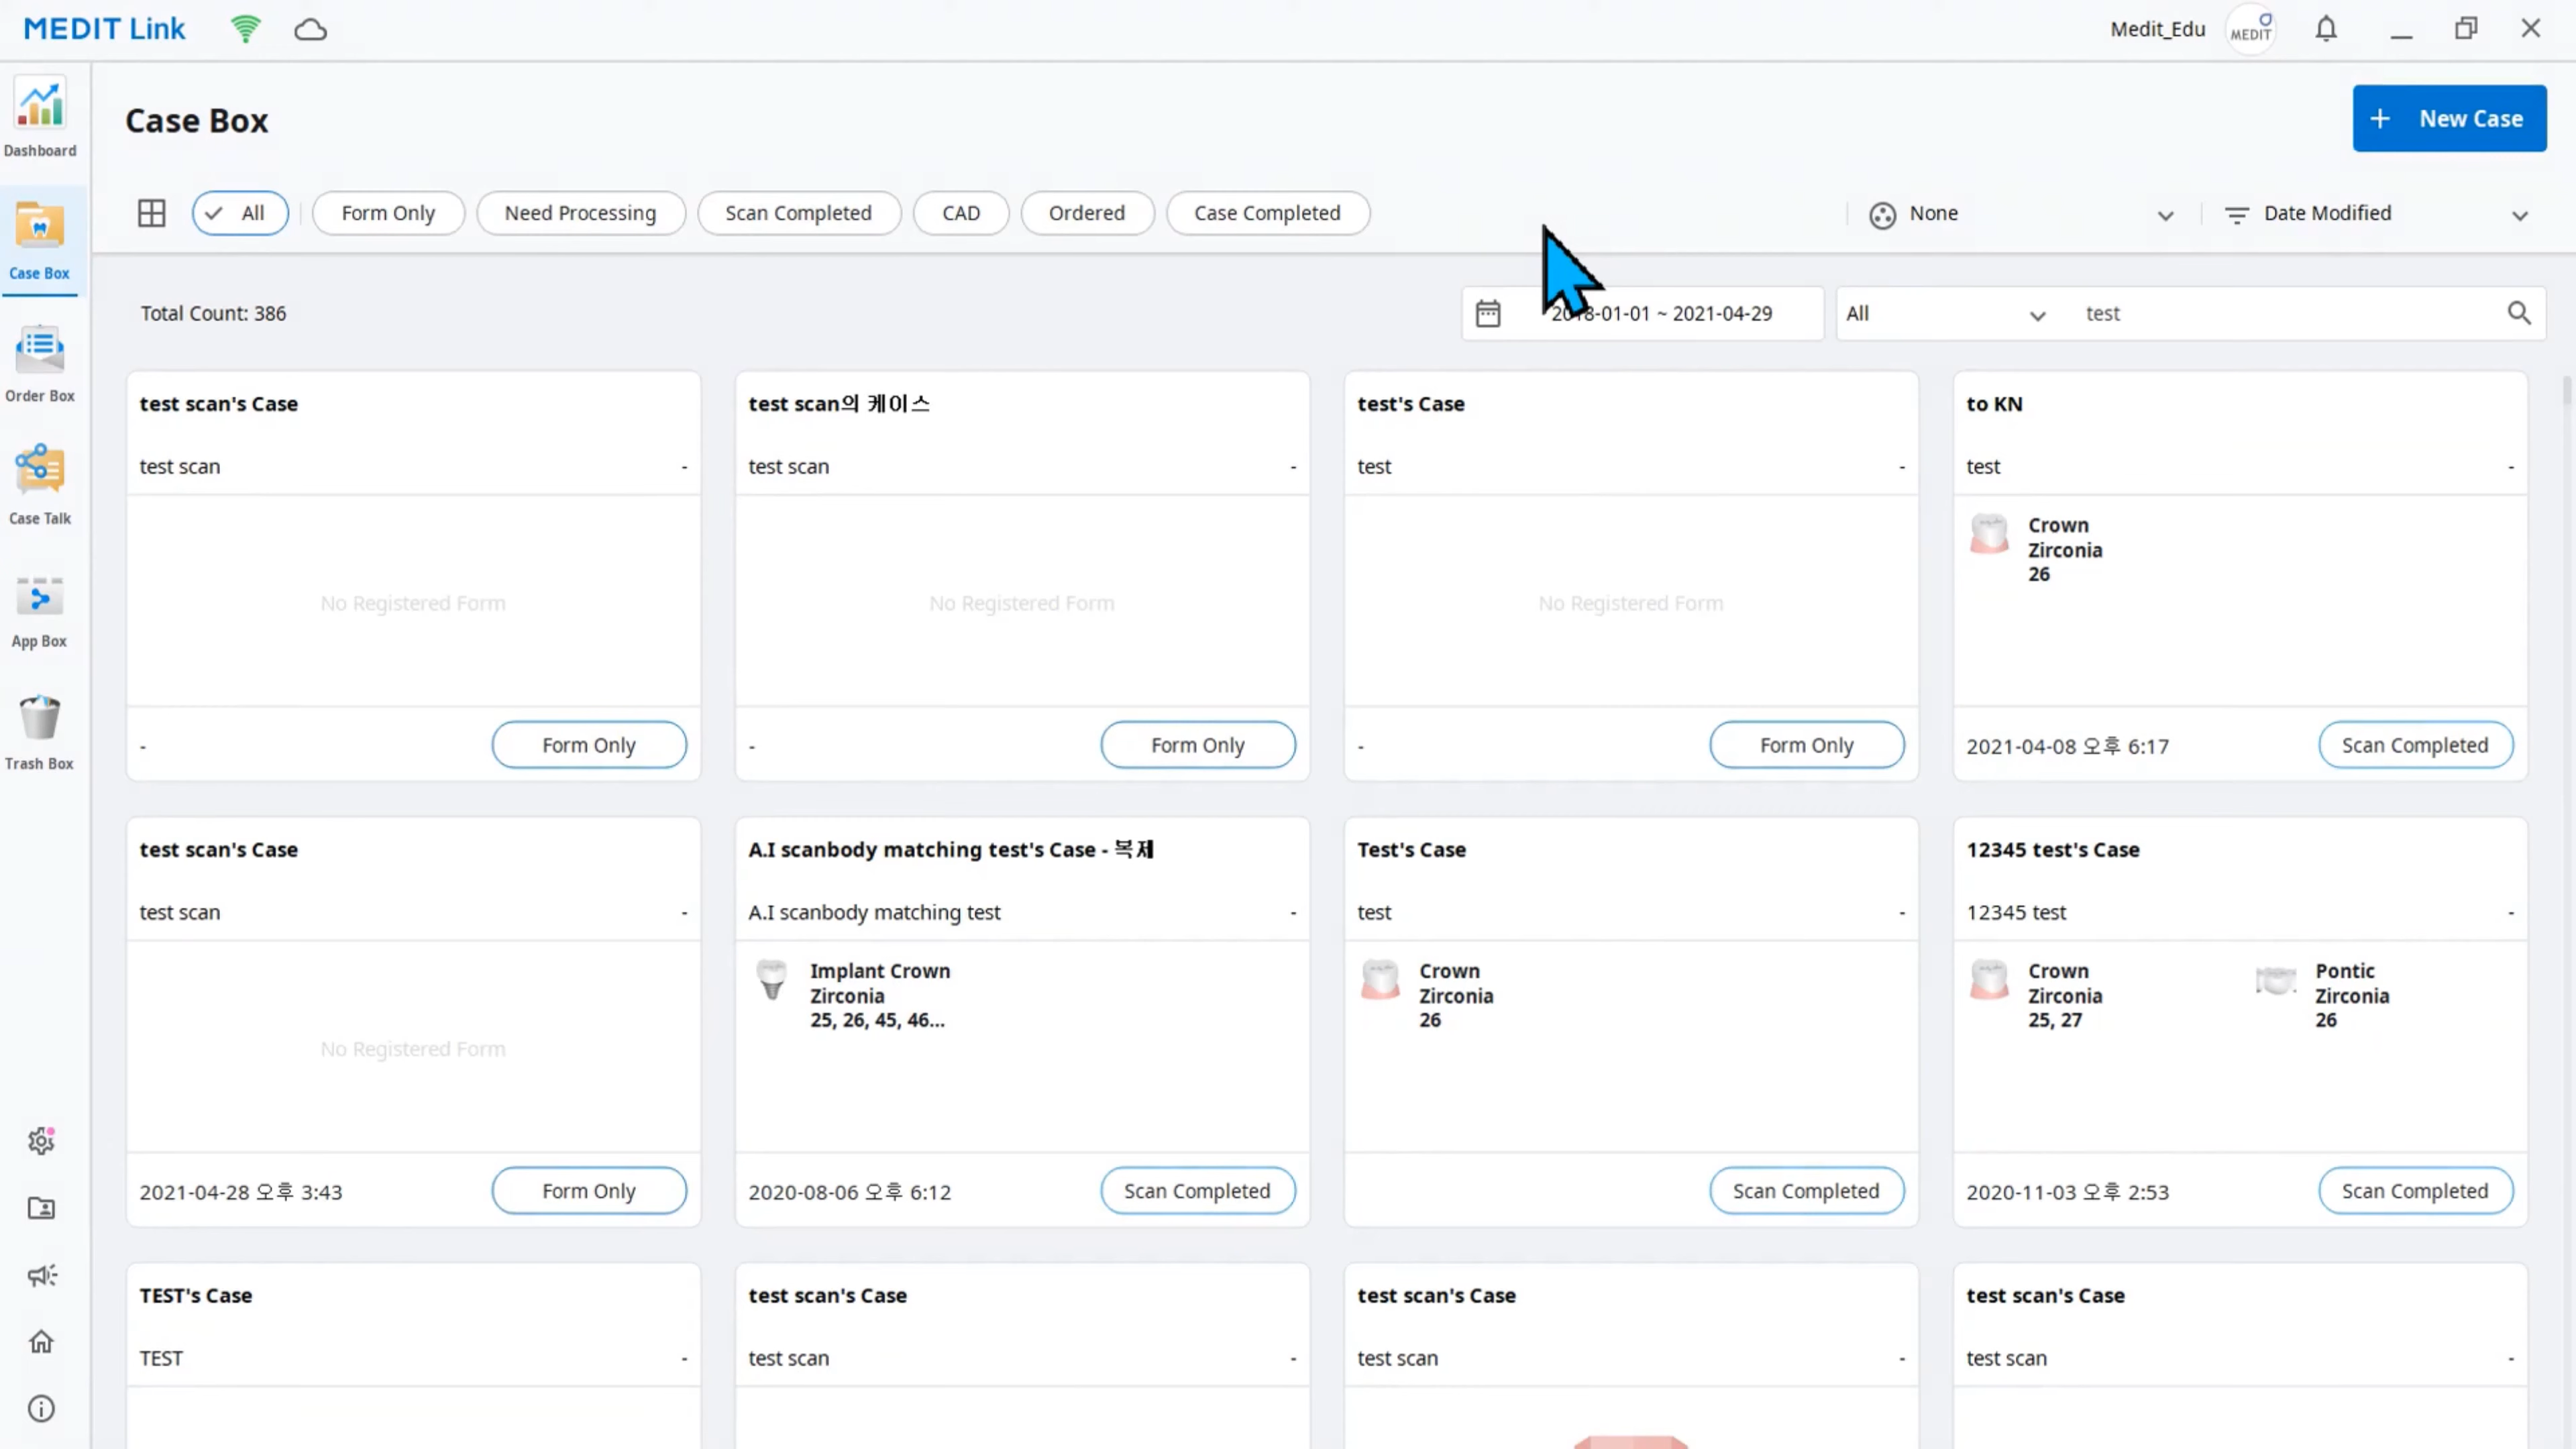 MEDIT Link
Medit_Edu
MEDIT
Dashboard
Case Box
Order Box
Case Talk
App Box
Trash Box
Case Box
+ New Case
All
Form Only
Need Processing
Scan Completed
CAD
Ordered
Case Completed
None
Date Modified
Total Count: 386
-01-01 ~ 2021-04-29
All
test
test scan's Case
test scan -
No Registered Form
- Form Only
test scan의 케이스
test scan -
No Registered Form
- Form Only
test's Case
test -
No Registered Form
- Form Only
to KN
test -
Crown
Zirconia
26
2021-04-08 오후 6:17 Scan Completed
test scan's Case
test scan -
No Registered Form
2021-04-28 오후 3:43 Form Only
A.I scanbody matching test's Case - 복제
A.I scanbody matching test -
Implant Crown
Zirconia
25, 26, 45, 46...
2020-08-06 오후 6:12 Scan Completed
Test's Case
test -
Crown
Zirconia
26
Scan Completed
12345 test's Case
12345 test -
Crown
Zirconia
25, 27
Pontic
Zirconia
26
2020-11-03 오후 2:53 Scan Completed
TEST's Case
TEST -
test scan's Case
test scan -
test scan's Case
test scan -
test scan's Case
test scan -